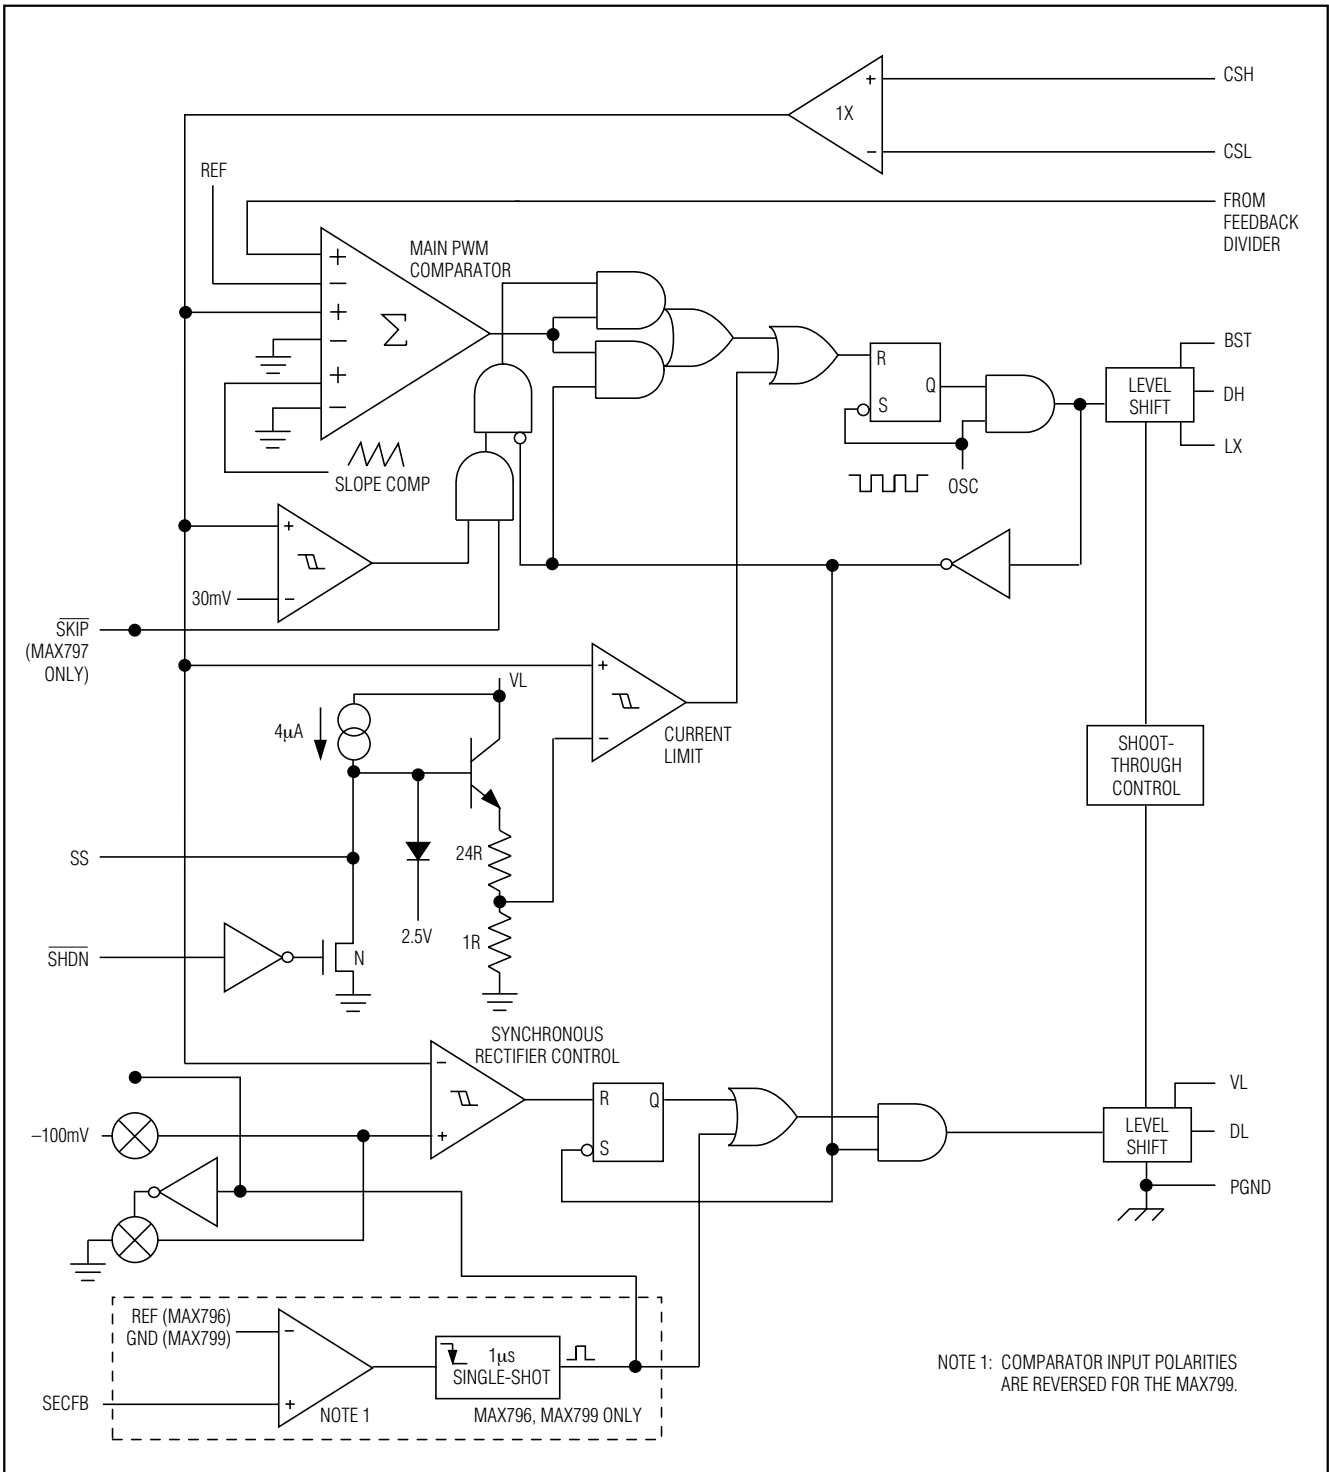 CSH
+
1X
−
CSL
REF
FROM
FEEDBACK
DIVIDER
MAIN PWM
COMPARATOR
+
−
+
−
+
−
Σ
BST
LEVEL
SHIFT
DH
LX
R
Q
S
OSC
SLOPE COMP
+
30mV
−
S̅K̅I̅P̅
(MAX797
ONLY)
VL
+
−
4µA
CURRENT
LIMIT
SHOOT-
THROUGH
CONTROL
SS
24R
2.5V
1R
S̅H̅D̅N̅
N
SYNCHRONOUS
RECTIFIER CONTROL
−
+
R
Q
S
–100mV
VL
LEVEL
SHIFT
DL
PGND
REF (MAX796)
GND (MAX799)
−
1µs
SINGLE-SHOT
SECFB
+
NOTE 1
MAX796, MAX799 ONLY
NOTE 1: COMPARATOR INPUT POLARITIES
ARE REVERSED FOR THE MAX799.